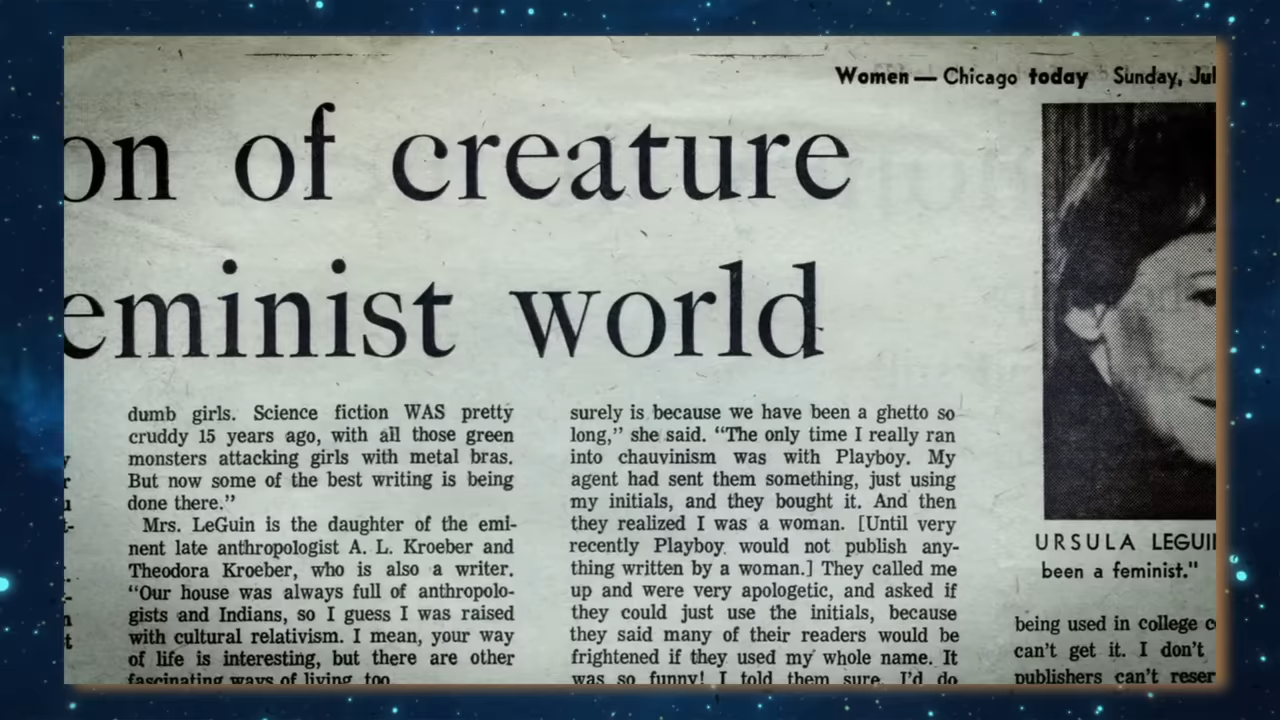 Women — Chicago today Sunday, Jul
on of creature
eminist world
dumb girls. Science fiction WAS pretty
cruddy 15 years ago, with all those green
monsters attacking girls with metal bras.
But now some of the best writing is being
done there.”
Mrs. LeGuin is the daughter of the emi-
nent late anthropologist A. L. Kroeber and
Theodora Kroeber, who is also a writer.
“Our house was always full of anthropolo-
gists and Indians, so I guess I was raised
with cultural relativism. I mean, your way
of life is interesting, but there are other
fascinating ways of living, too
surely is because we have been a ghetto so
long,” she said. “The only time I really ran
into chauvinism was with Playboy. My
agent had sent them something, just using
my initials, and they bought it. And then
they realized I was a woman. [Until very
recently Playboy would not publish any-
thing written by a woman.] They called me
up and were very apologetic, and asked if
they could just use the initials, because
they said many of their readers would be
frightened if they used my whole name. It
was so funny! I told them sure, I’d do
URSULA LEGUI
been a feminist."
being used in college c
can’t get it. I don’t
publishers can’t reser